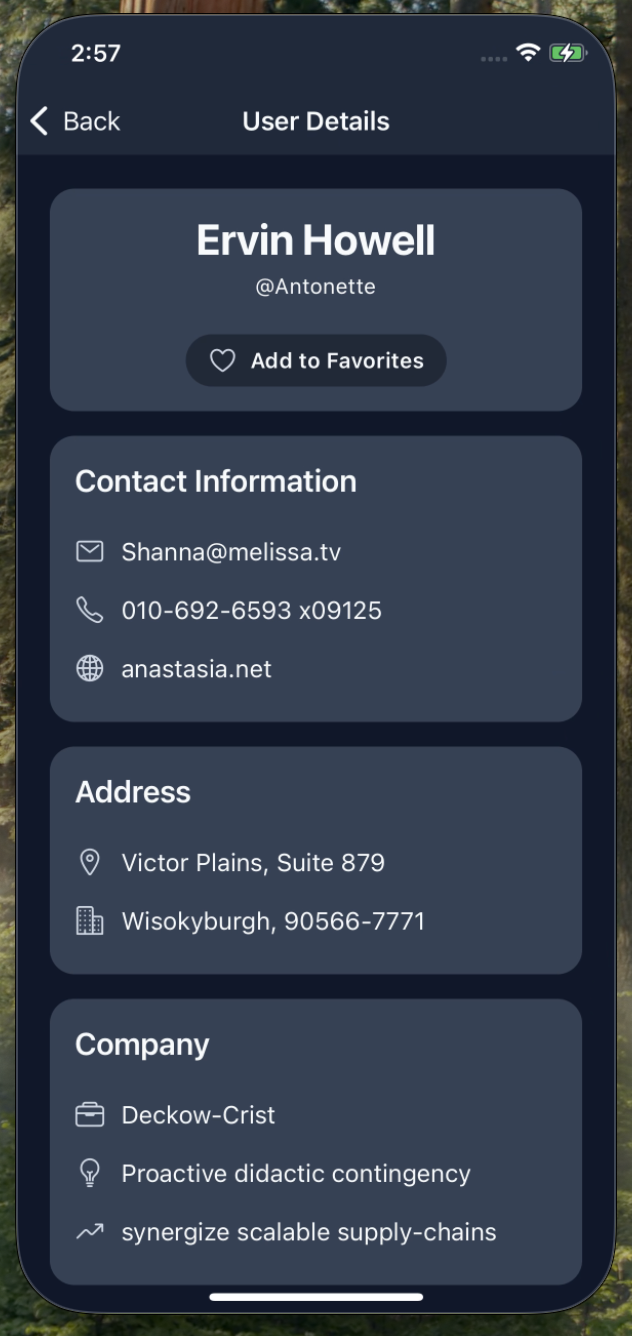 2:57
Back
User Details
Ervin Howell
@Antonette
Add to Favorites
Contact Information
Shanna@melissa.tv
010-692-6593 x09125
anastasia.net
Address
Victor Plains, Suite 879
Wisokyburgh, 90566-7771
Company
Deckow-Crist
Proactive didactic contingency
synergize scalable supply-chains